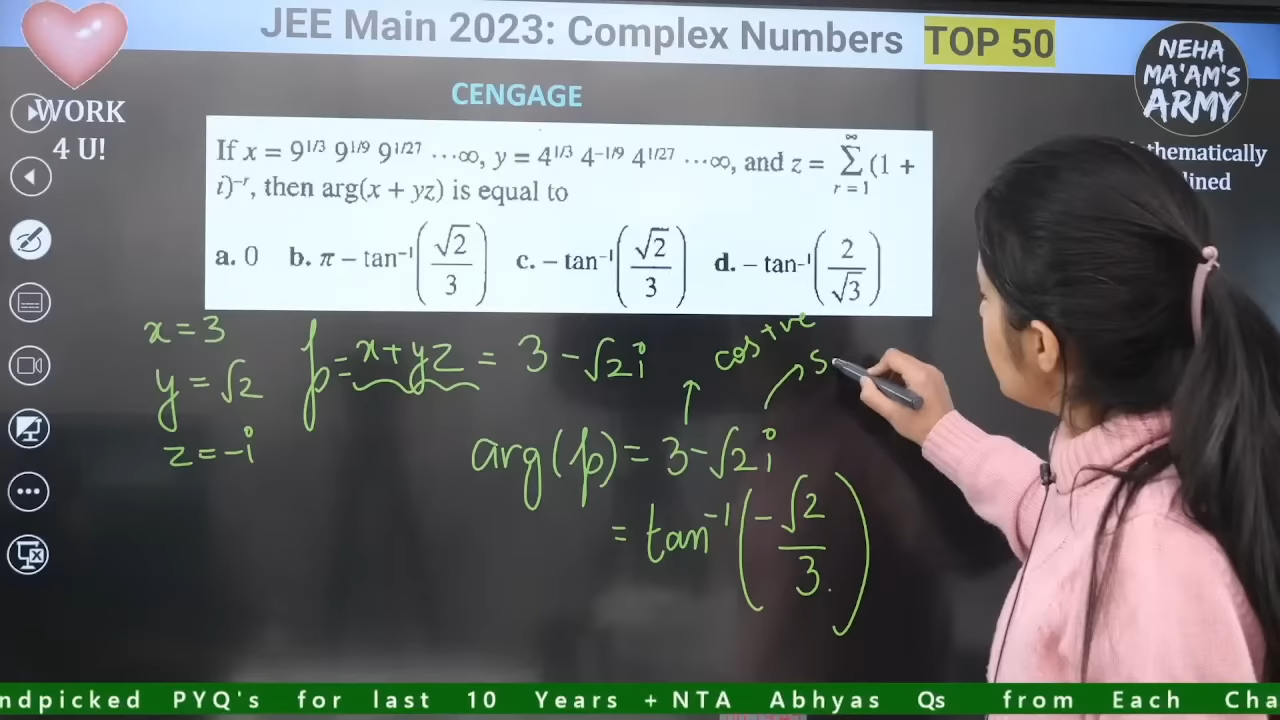 JEE Main 2023: Complex Numbers TOP 50
WORK
4 U!
NEHA
MA'AM'S
ARMY
CENGAGE
If x = 9^{1/3} 9^{1/9} 9^{1/27} ...∞, y = 4^{1/3} 4^{-1/9} 4^{1/27} ...∞, and z = \sum_{r = 1}^{∞} (1 +
i)^{-r}, then arg(x + yz) is equal to
a. 0 b. π − tan⁻¹(√2/3) c. − tan⁻¹(√2/3) d. − tan-¹(2/√3)
x = 3
y = √2
z = -i
p = x + yz = 3 - √2i
cos +ve
s
arg(p) = 3 - √2i
= tan⁻¹(-√2/3)
ndpicked PYQ's for last 10 Years + NTA Abhyas Qs from Each Cha